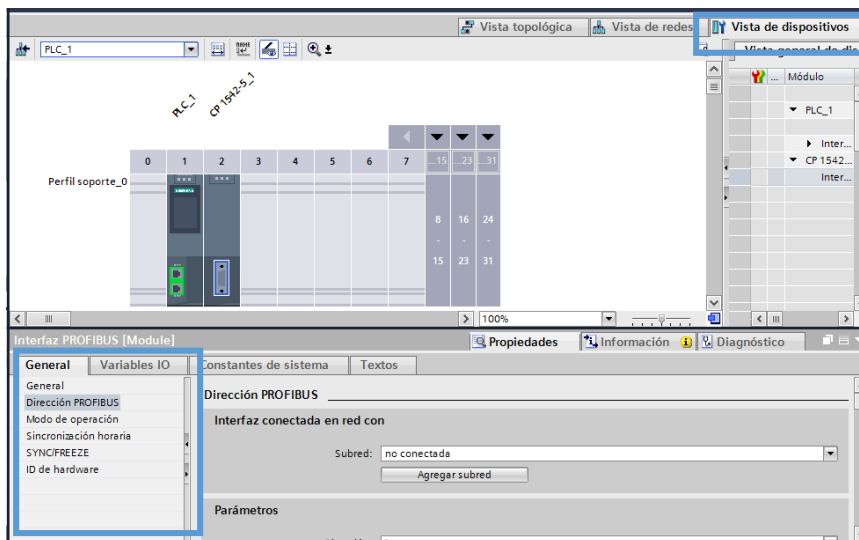 Vista topológica Vista de redes Vista de dispositivos
PLC_1
Vista general de dis
... Módulo
PLC_1
CP 1542-5_1
PLC_1
Inter...
CP 1542...
Inter...
0 1 2 3 4 5 6 7 ...15 ...23 ...31
Perfil soporte_0
SIEMENS
8 16 24
- - -
15 23 31
100%
Interfaz PROFIBUS [Module]
Propiedades Información Diagnóstico
General Variables IO Constantes de sistema Textos
General
Dirección PROFIBUS
Modo de operación
Sincronización horaria
SYNC/FREEZE
ID de hardware
Dirección PROFIBUS
Interfaz conectada en red con
Subred: no conectada
Agregar subred
Parámetros